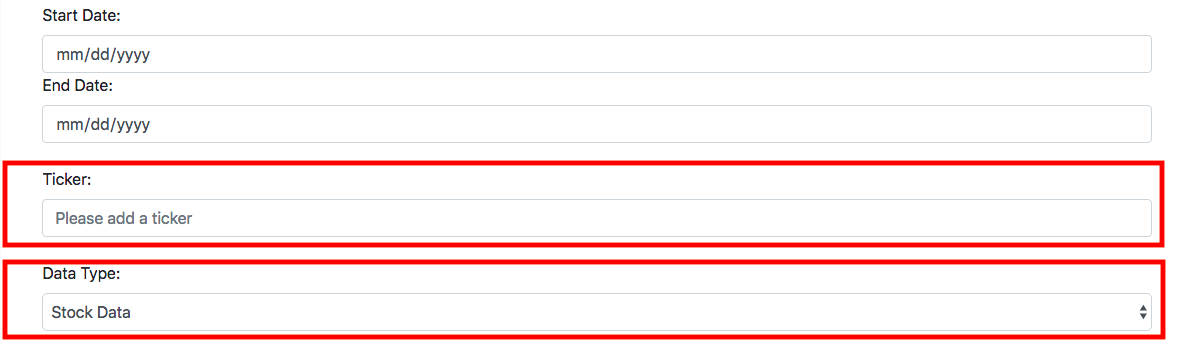 Start Date:
mm/dd/yyyy
End Date:
mm/dd/yyyy
Ticker:
Please add a ticker
Data Type:
Stock Data